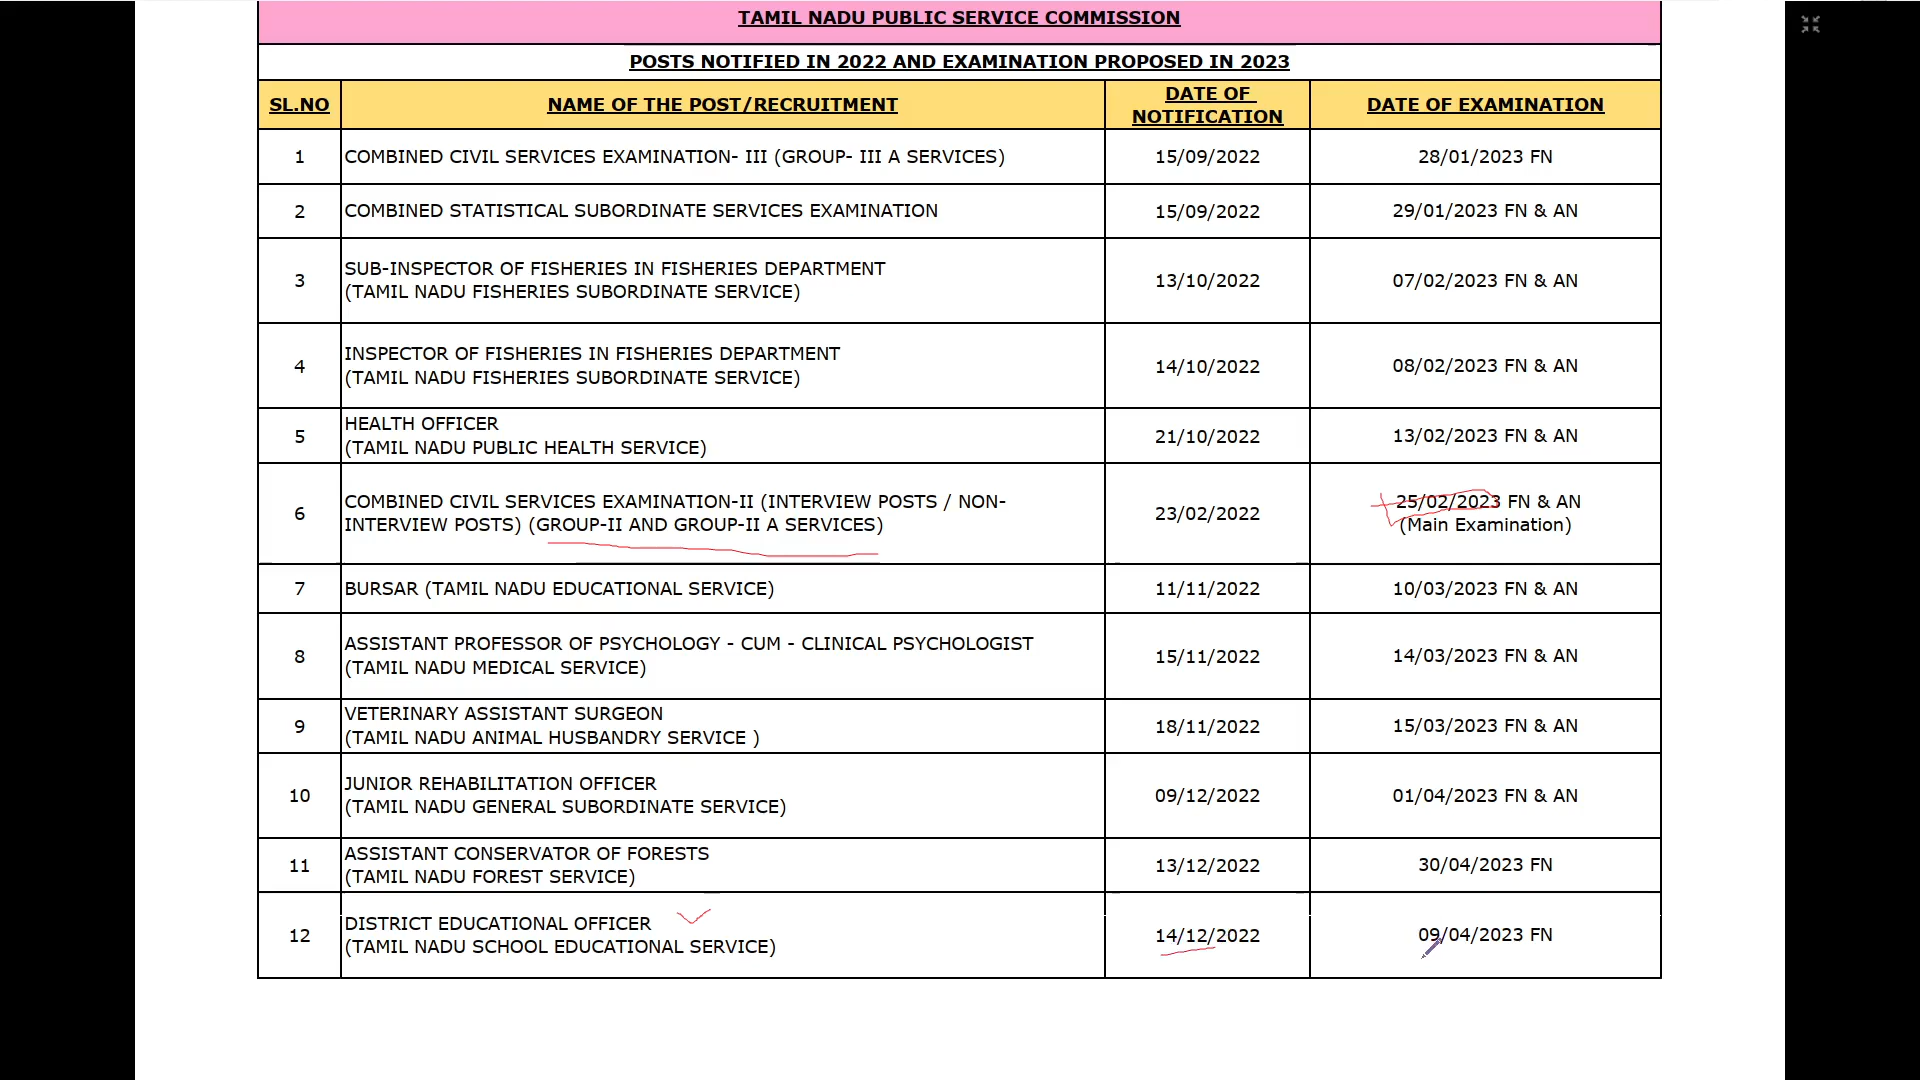 TAMIL NADU PUBLIC SERVICE COMMISSION
POSTS NOTIFIED IN 2022 AND EXAMINATION PROPOSED IN 2023
SL.NO NAME OF THE POST/RECRUITMENT DATE OF NOTIFICATION DATE OF EXAMINATION
1 COMBINED CIVIL SERVICES EXAMINATION- III (GROUP- III A SERVICES) 15/09/2022 28/01/2023 FN
2 COMBINED STATISTICAL SUBORDINATE SERVICES EXAMINATION 15/09/2022 29/01/2023 FN & AN
3 SUB-INSPECTOR OF FISHERIES IN FISHERIES DEPARTMENT
(TAMIL NADU FISHERIES SUBORDINATE SERVICE) 13/10/2022 07/02/2023 FN & AN
4 INSPECTOR OF FISHERIES IN FISHERIES DEPARTMENT
(TAMIL NADU FISHERIES SUBORDINATE SERVICE) 14/10/2022 08/02/2023 FN & AN
5 HEALTH OFFICER
(TAMIL NADU PUBLIC HEALTH SERVICE) 21/10/2022 13/02/2023 FN & AN
6 COMBINED CIVIL SERVICES EXAMINATION-II (INTERVIEW POSTS / NON-
INTERVIEW POSTS) (GROUP-II AND GROUP-II A SERVICES) 23/02/2022 25/02/2023 FN & AN
(Main Examination)
7 BURSAR (TAMIL NADU EDUCATIONAL SERVICE) 11/11/2022 10/03/2023 FN & AN
8 ASSISTANT PROFESSOR OF PSYCHOLOGY - CUM - CLINICAL PSYCHOLOGIST
(TAMIL NADU MEDICAL SERVICE) 15/11/2022 14/03/2023 FN & AN
9 VETERINARY ASSISTANT SURGEON
(TAMIL NADU ANIMAL HUSBANDRY SERVICE ) 18/11/2022 15/03/2023 FN & AN
10 JUNIOR REHABILITATION OFFICER
(TAMIL NADU GENERAL SUBORDINATE SERVICE) 09/12/2022 01/04/2023 FN & AN
11 ASSISTANT CONSERVATOR OF FORESTS
(TAMIL NADU FOREST SERVICE) 13/12/2022 30/04/2023 FN
12 DISTRICT EDUCATIONAL OFFICER
(TAMIL NADU SCHOOL EDUCATIONAL SERVICE) 14/12/2022 09/04/2023 FN